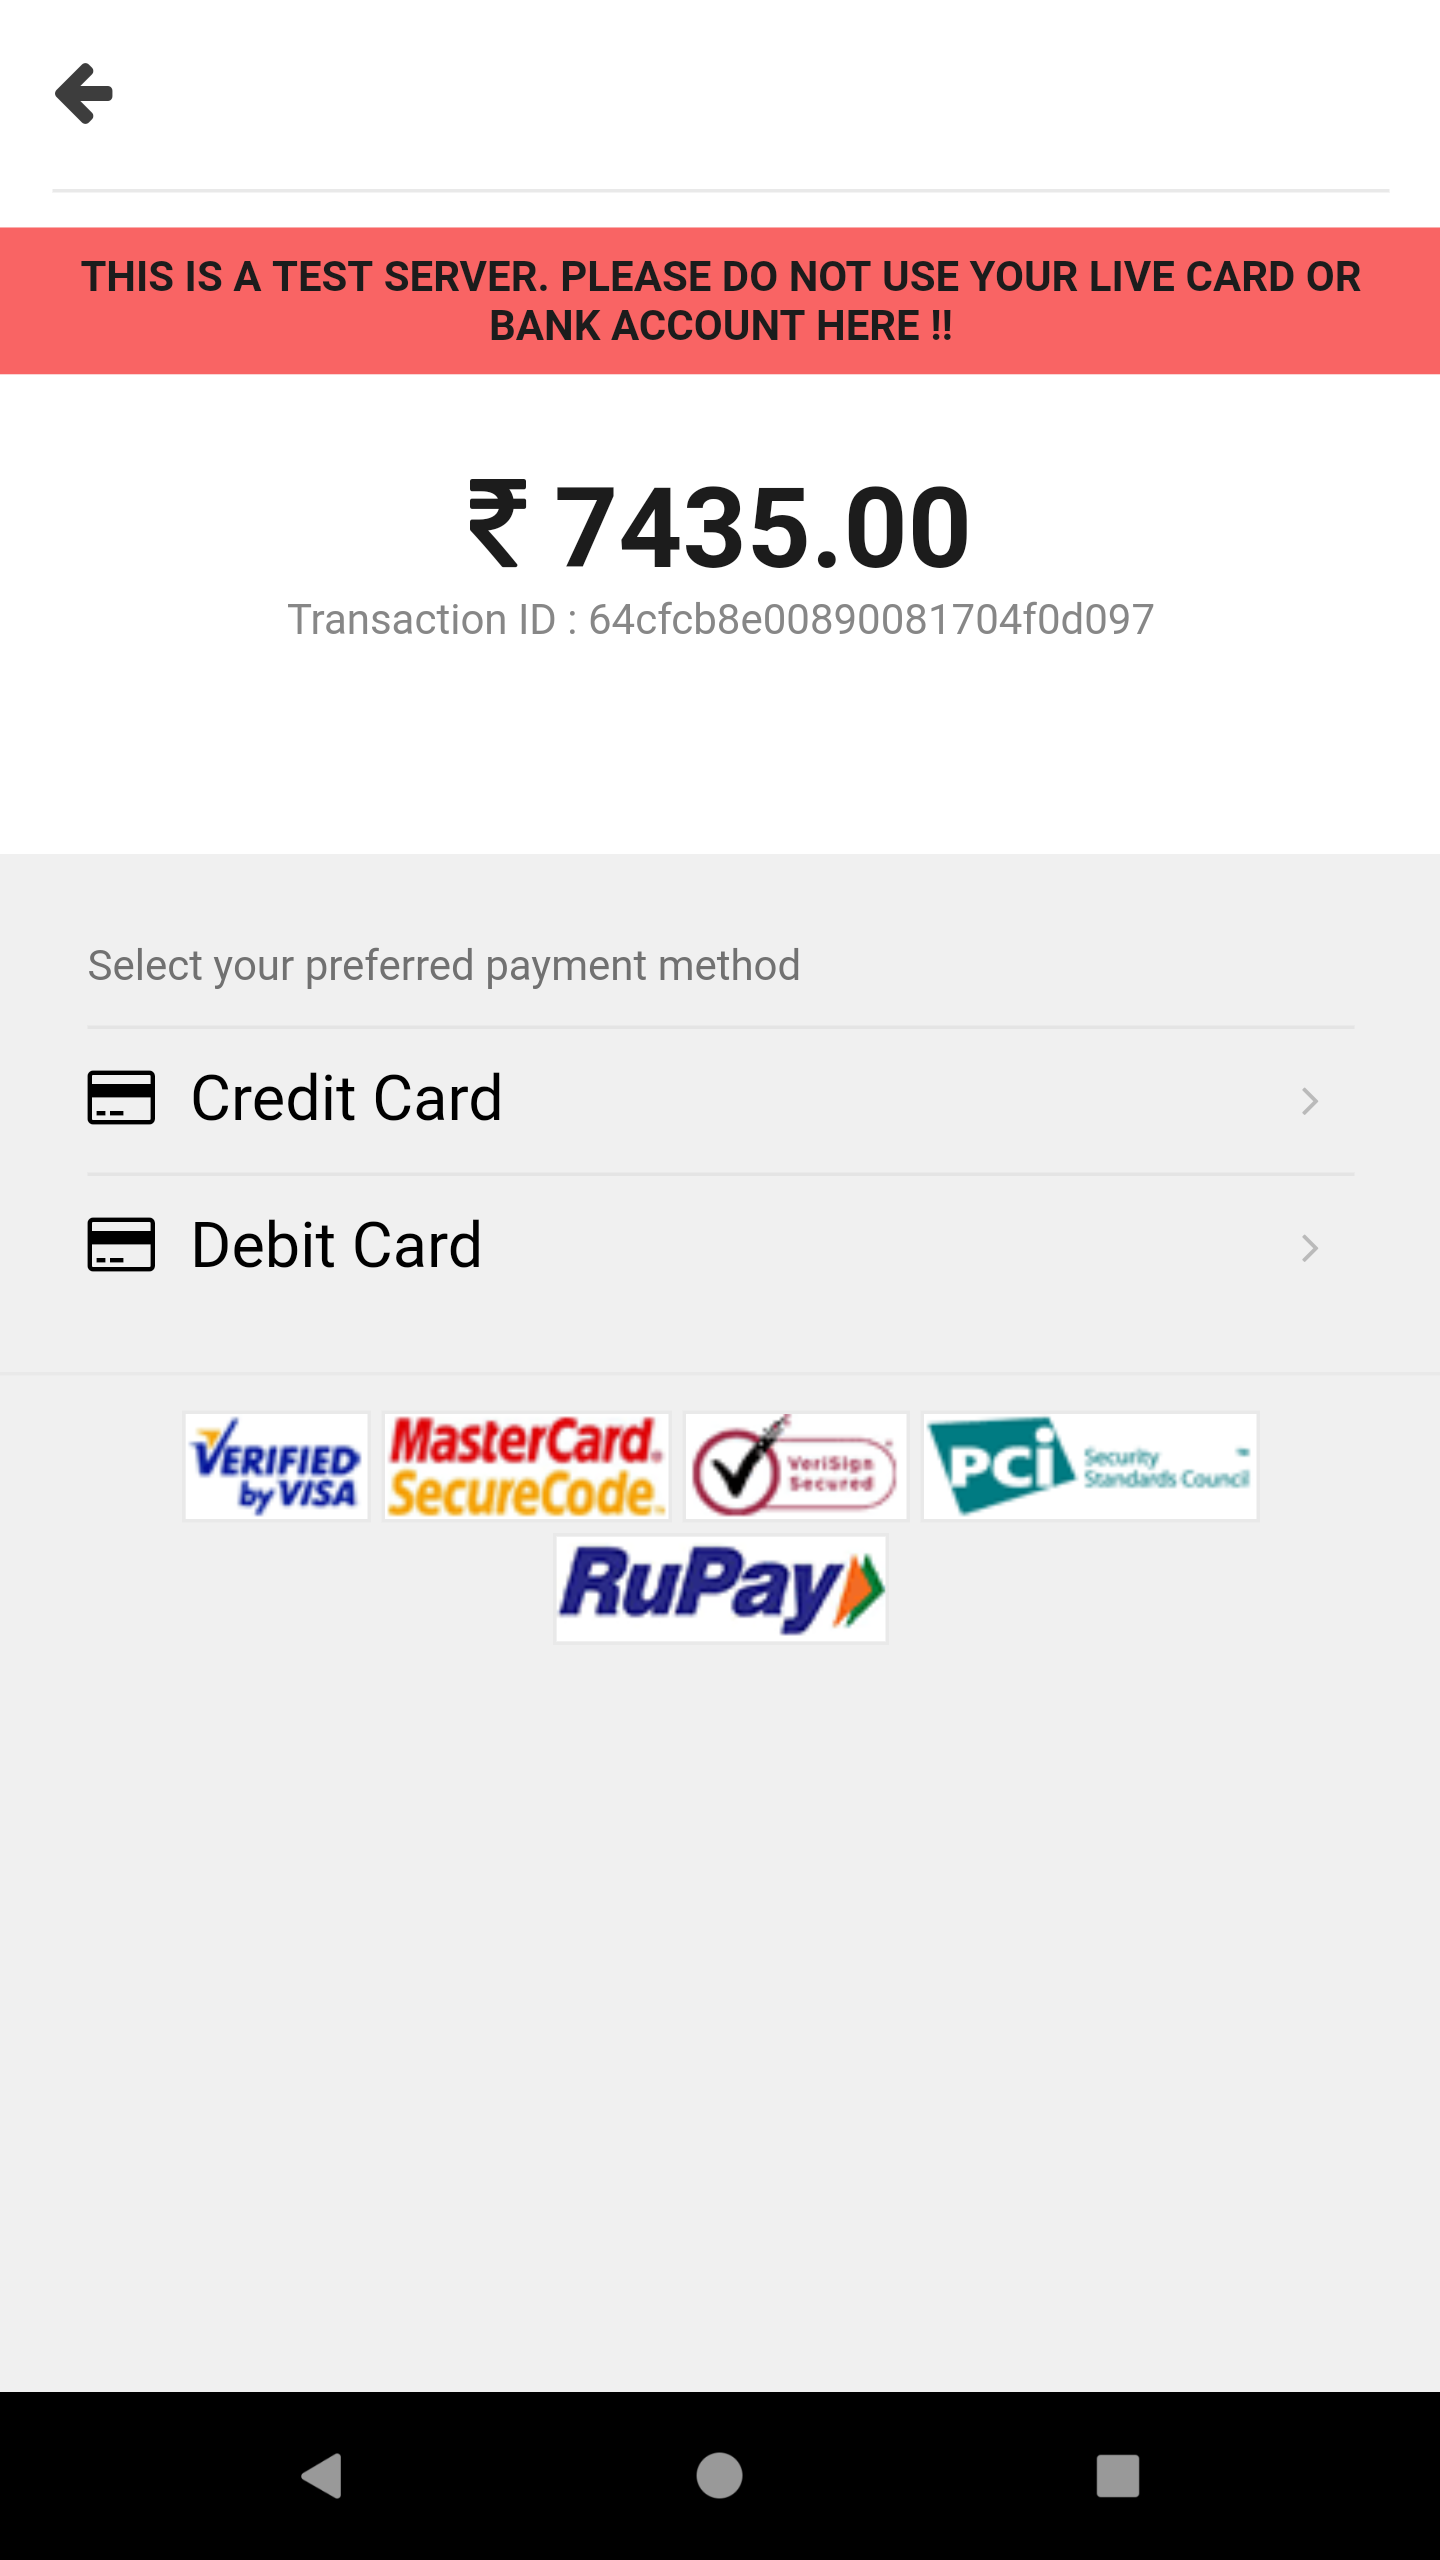 THIS IS A TEST SERVER. PLEASE DO NOT USE YOUR LIVE CARD OR
BANK ACCOUNT HERE !!
₹ 7435.00
Transaction ID : 64cfcb8e00890081704f0d097
Select your preferred payment method
Credit Card
Debit Card
VERIFIED
by VISA
MasterCard.
SecureCode.
VeriSign
Secured
PCi
Security
Standards Council
RuPay